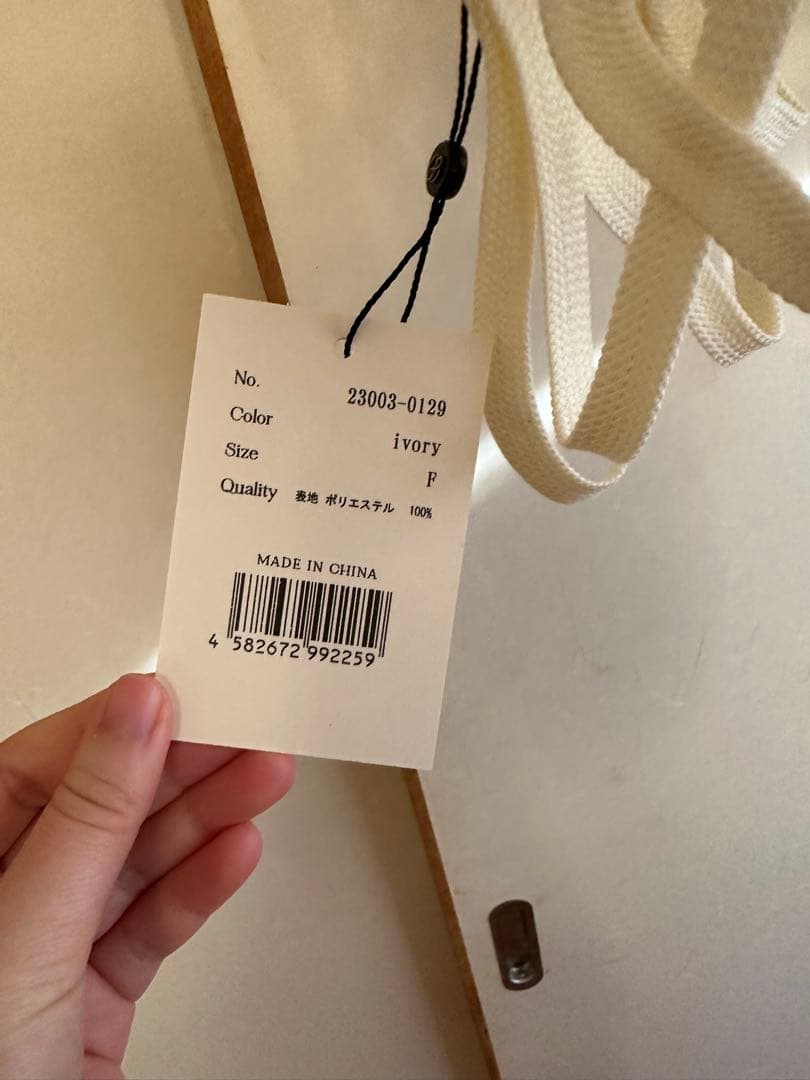 No. 23003-0129
Color ivory
Size F
Quality 表地 ポリエステル 100%
MADE IN CHINA
4 582672 992259